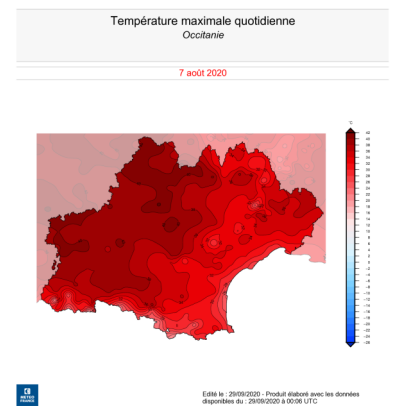 Température maximale quotidienne
Occitanie
7 août 2020
°C
METEO
FRANCE
Edité le : 29/09/2020 - Produit élaboré avec les données
disponibles du : 29/09/2020 à 00:06 UTC